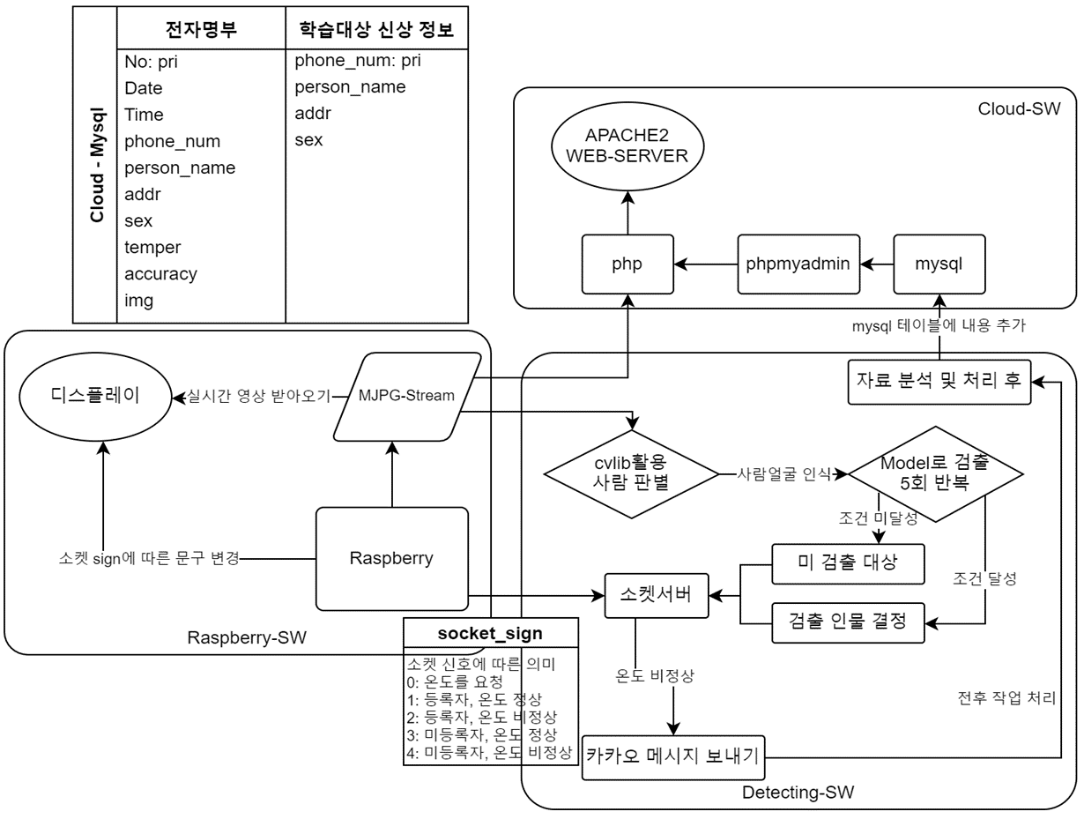 Cloud - Mysql
전자명부
No: pri
Date
Time
phone_num
person_name
addr
sex
temper
accuracy
img
학습대상 신상 정보
phone_num: pri
person_name
addr
sex
Cloud-SW
APACHE2
WEB-SERVER
php
phpmyadmin
mysql
mysql 테이블에 내용 추가
디스플레이
실시간 영상 받아오기
MJPG-Stream
소켓 sign에 따른 문구 변경
Raspberry
Raspberry-SW
자료 분석 및 처리 후
cvlib활용
사람 판별
사람얼굴 인식
Model로 검출
5회 반복
조건 미달성
조건 달성
미 검출 대상
검출 인물 결정
소켓서버
온도 비정상
전후 작업 처리
카카오 메시지 보내기
Detecting-SW
socket_sign
소켓 신호에 따른 의미
0: 온도를 요청
1: 등록자, 온도 정상
2: 등록자, 온도 비정상
3: 미등록자, 온도 정상
4: 미등록자, 온도 비정상